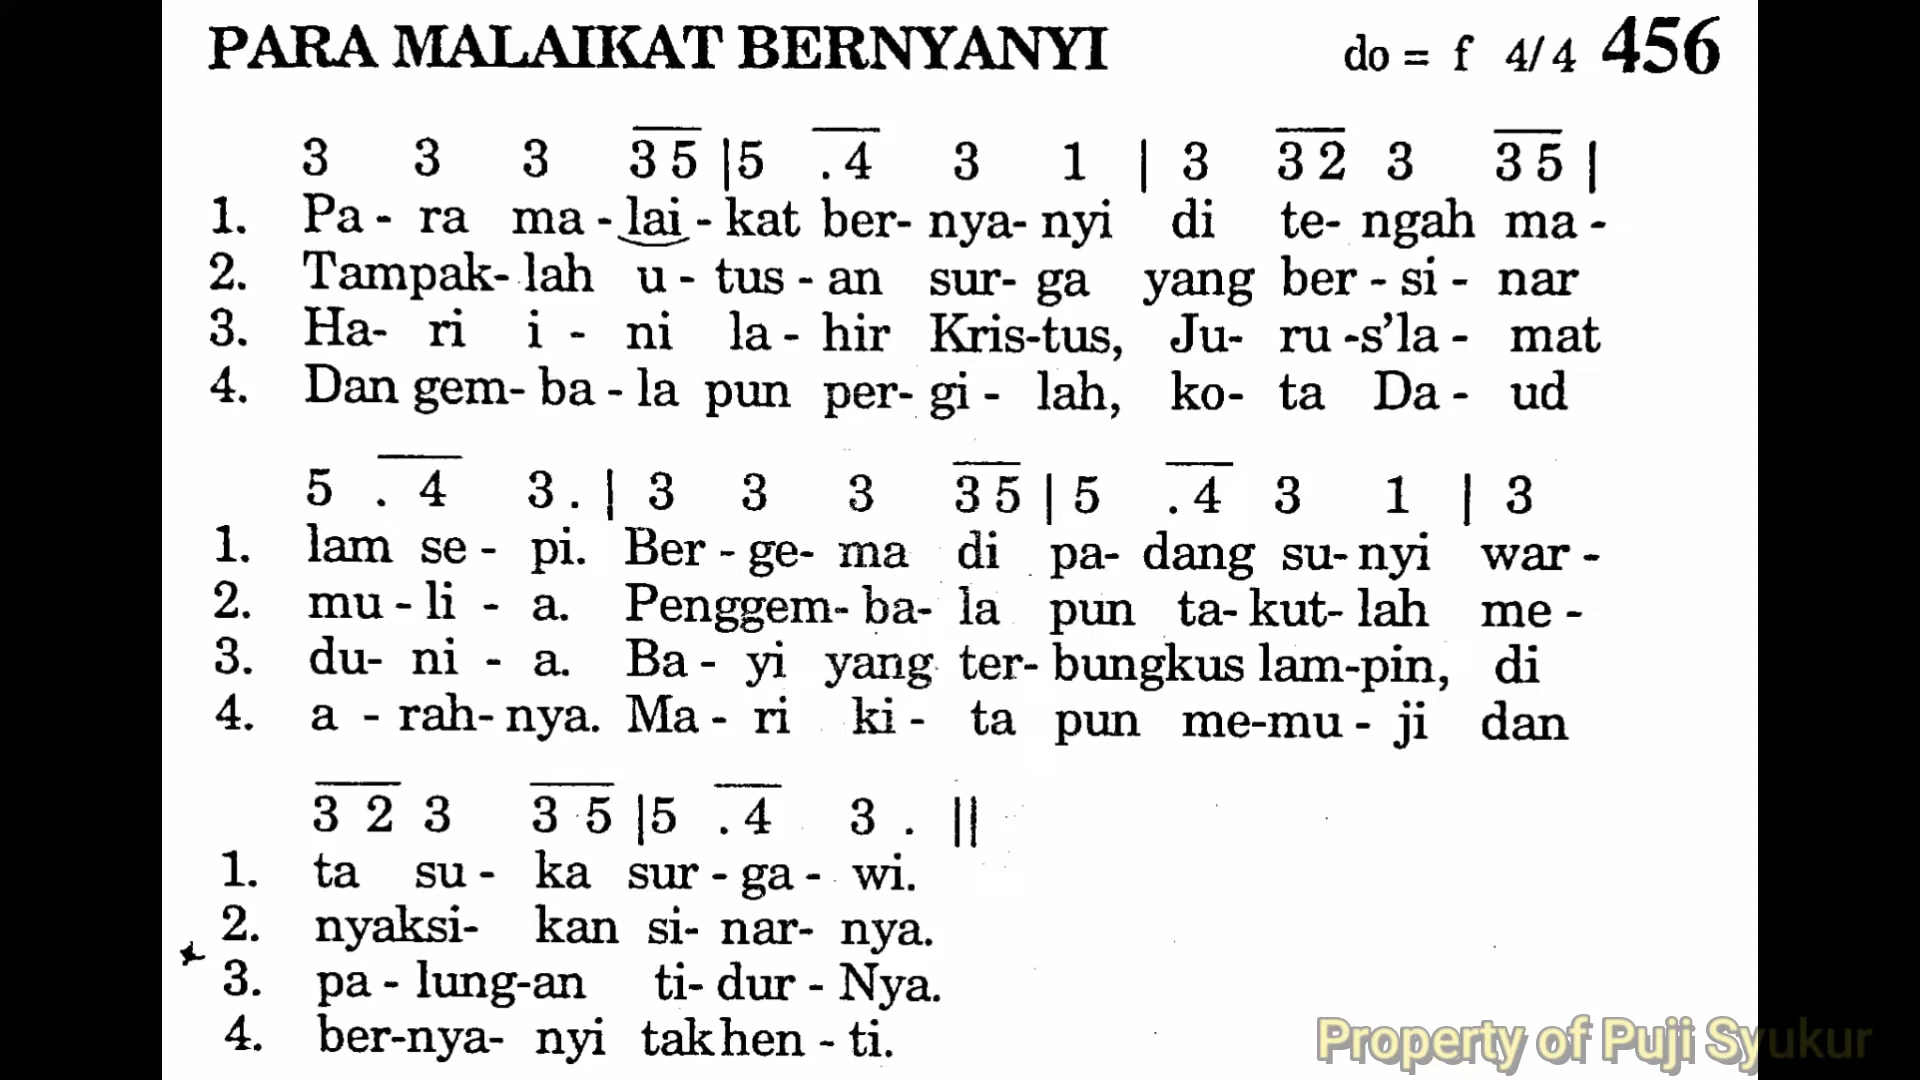 PARA MALAIKAT BERNYANYI do = f 4/4 456
3 3 3 3 5 | 5 . 4 3 1 | 3 3 2 3 3 5 |
1. Pa - ra ma - lai - kat ber- nya- nyi di te- ngah ma -
2. Tampak- lah u - tus - an sur- ga yang ber - si - nar
3. Ha- ri i - ni la - hir Kris-tus, Ju- ru -s'la - mat
4. Dan gem- ba - la pun per- gi - lah, ko- ta Da - ud
5 . 4 3 . | 3 3 3 3 5 | 5 . 4 3 1 | 3
1. lam se - pi. Ber - ge- ma di pa- dang su- nyi war -
2. mu - li - a. Penggem- ba- la pun ta- kut- lah me -
3. du- ni - a. Ba - yi yang ter- bungkus lam-pin, di
4. a - rah- nya. Ma - ri ki - ta pun me-mu - ji dan
3 2 3 3 5 | 5 . 4 3 . ||
1. ta su - ka sur - ga - wi.
2. nyaksi- kan si- nar- nya.
3. pa - lung-an ti- dur - Nya.
4. ber-nya- nyi tak hen - ti.
Property of Puji Syukur